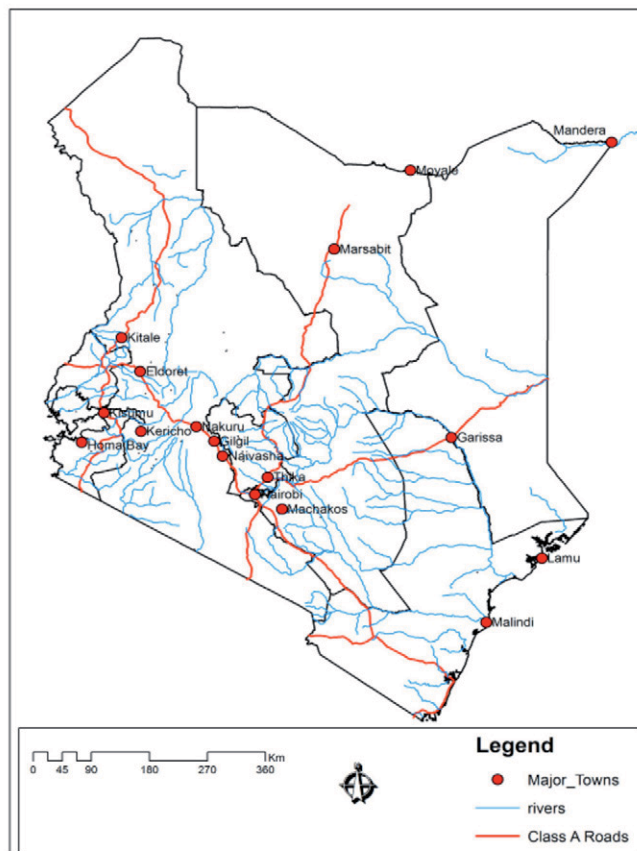 Mandera
Moyale
Marsabit
Kitale
Eldoret
Kisumu
Kericho
Nakuru
Homa Bay
Gilgil
Garissa
Naivasha
Thika
Nairobi
Machakos
Lamu
Malindi
Km
0 45 90 180 270 360
Legend
Major_Towns
rivers
Class A Roads